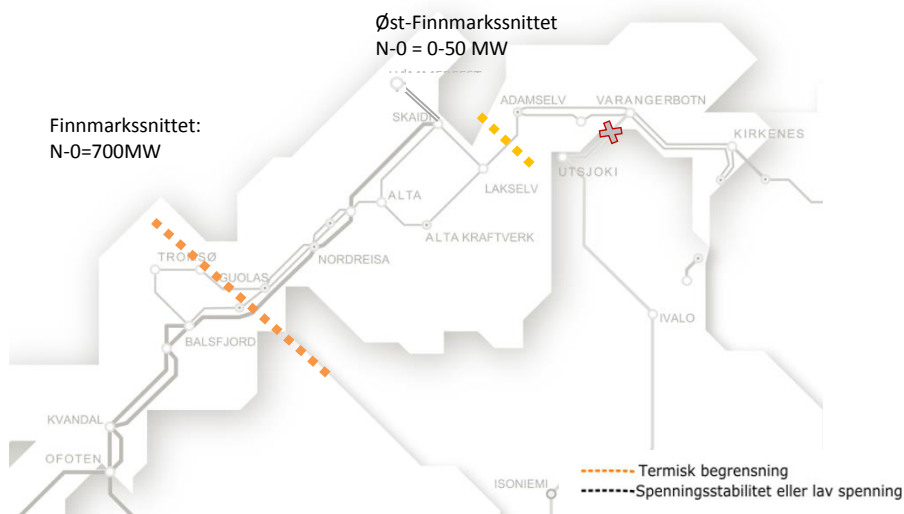 Øst-Finnmarkssnittet
N-0 = 0-50 MW
Finnmarkssnittet:
N-0=700MW
SKAIDI
ADAMSELV
VARANGERBOTN
KIRKENES
LAKSELV
UTSJOKI
ALTA
ALTA KRAFTVERK
NORDREISA
TROMSØ
GUOLAS
BALSFJORD
IVALO
KVANDAL
OFOTEN
ISONIEMI
Termisk begrensning
Spenningsstabilitet eller lav spenning